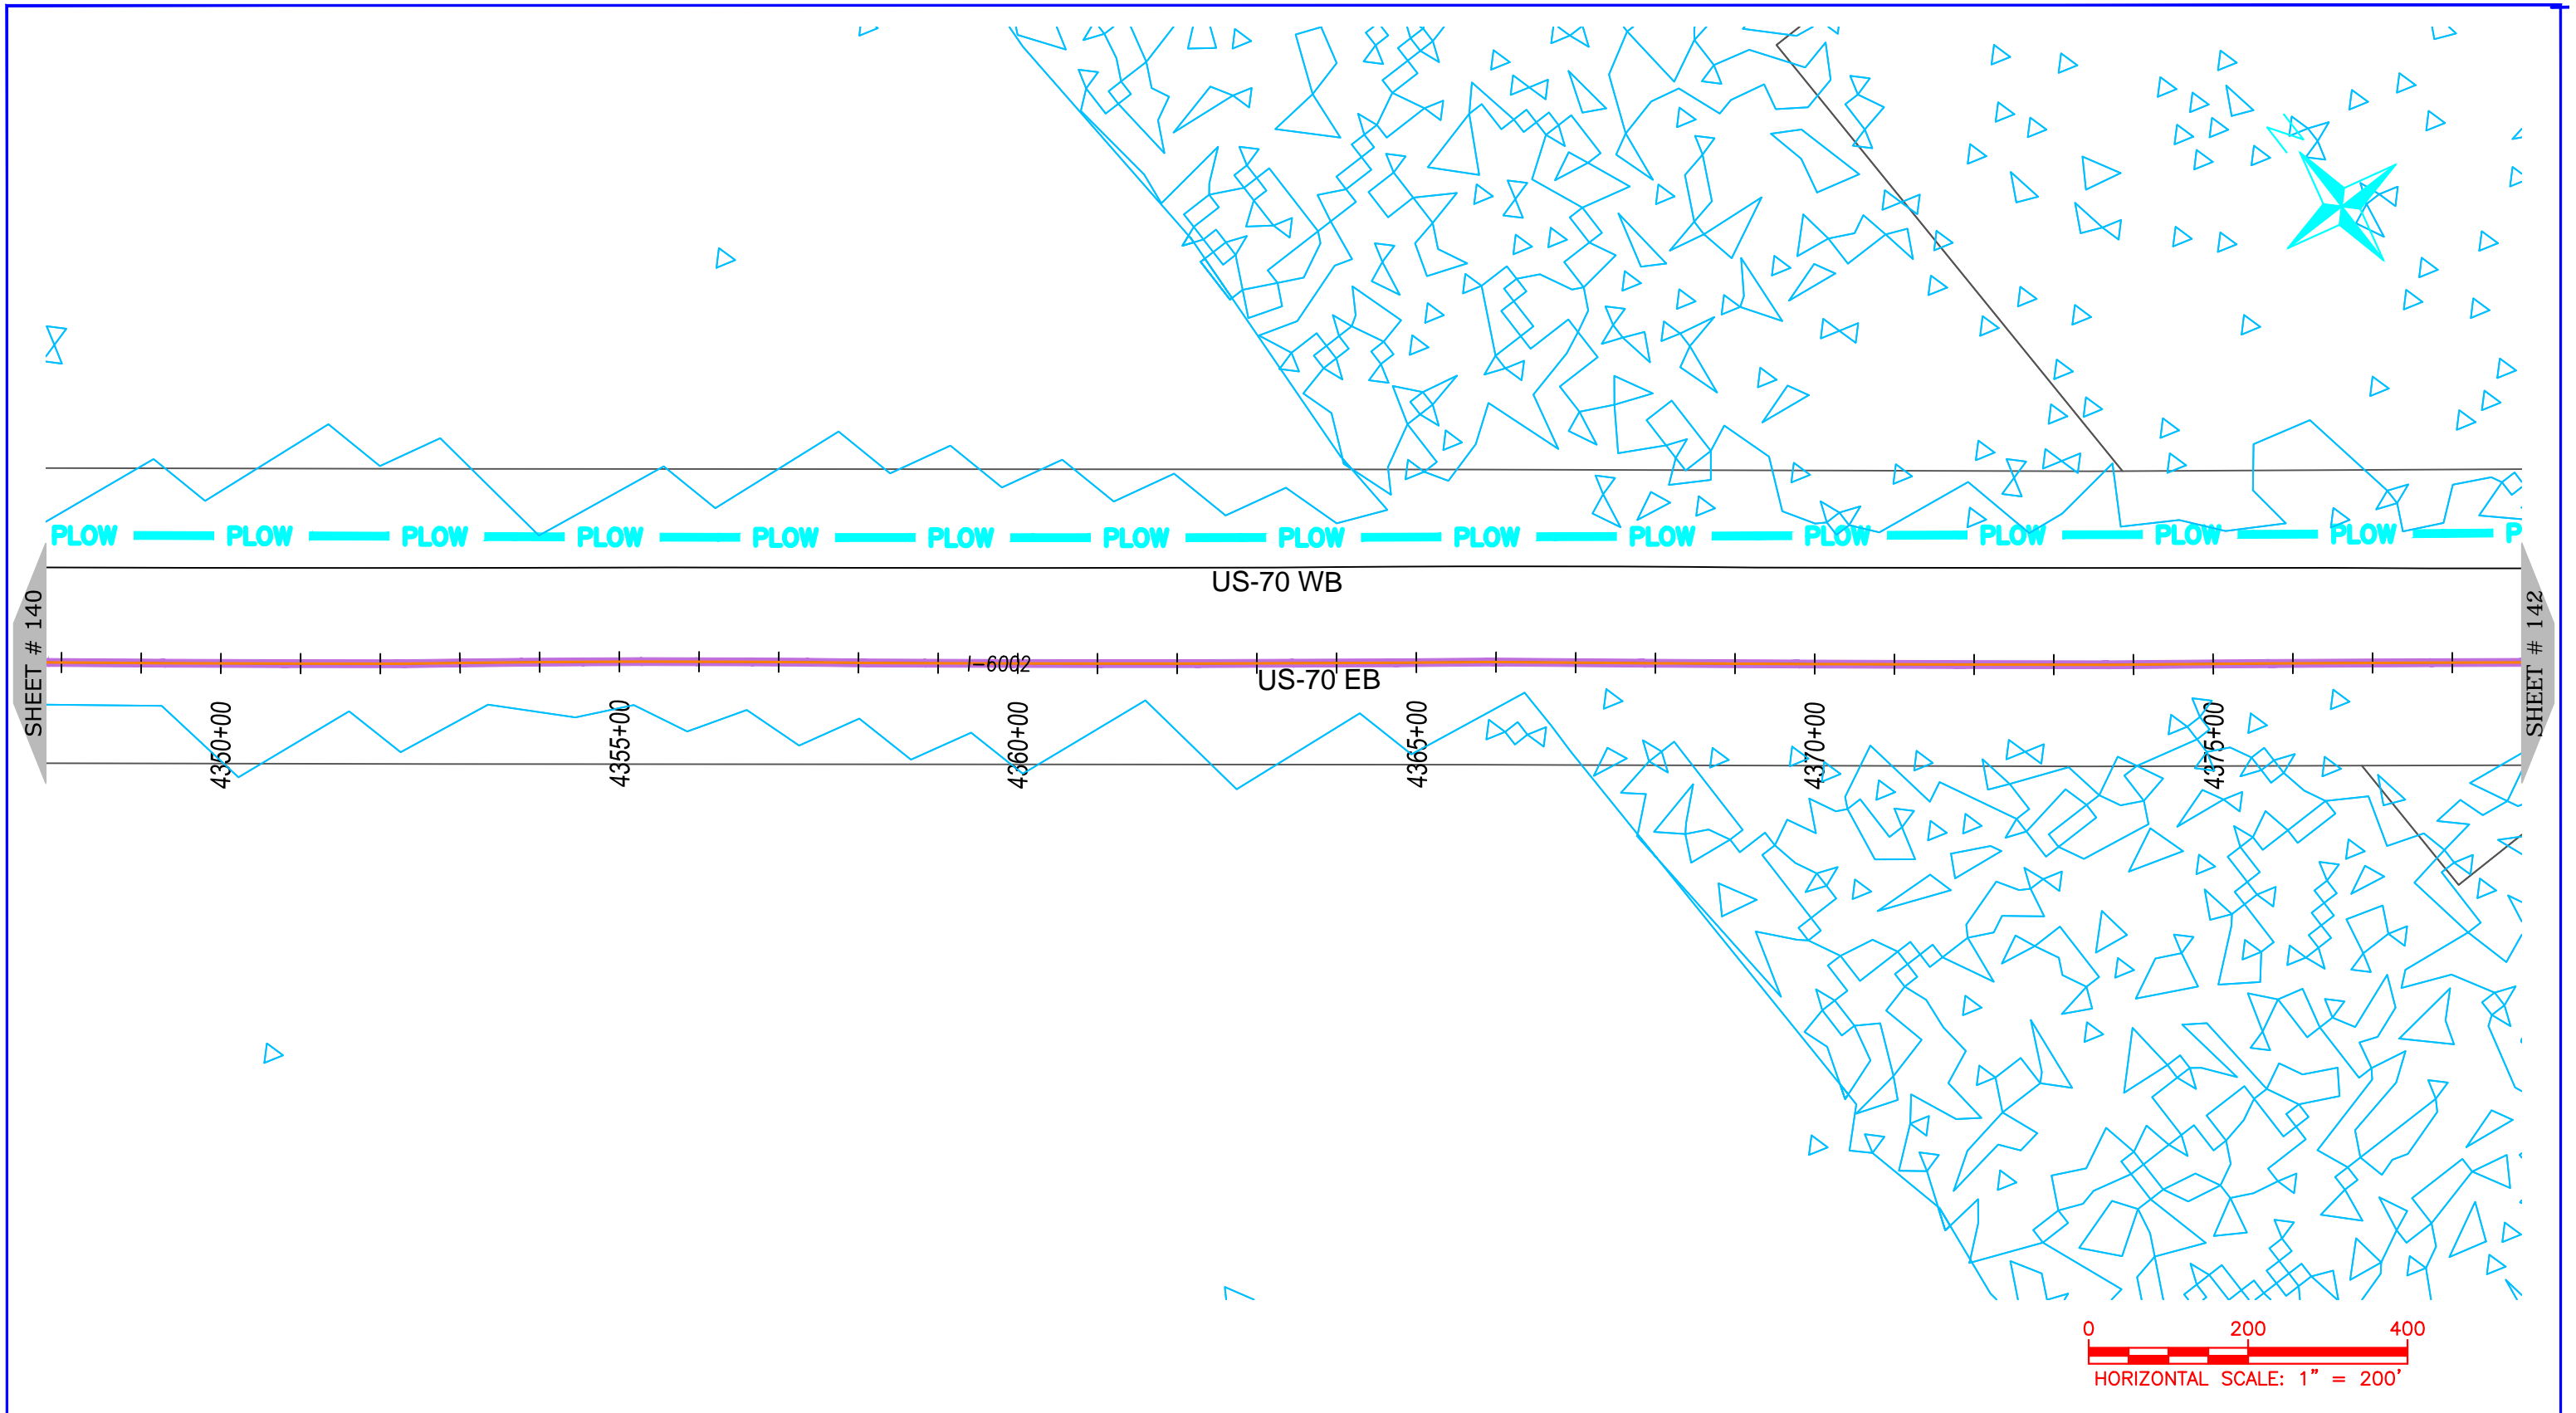 PLOW PLOW PLOW PLOW PLOW PLOW PLOW PLOW PLOW PLOW PLOW PLOW PLOW PLOW P
US-70 WB
SHEET # 140
SHEET # 142
I-6002
US-70 EB
4350+00 4355+00 4360+00 4365+00 4370+00 4375+00
0 200 400
HORIZONTAL SCALE: 1" = 200'